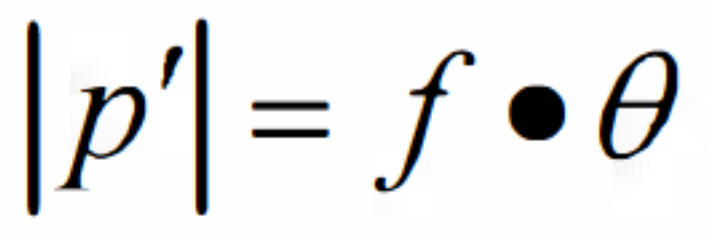 |p′| = f • θ